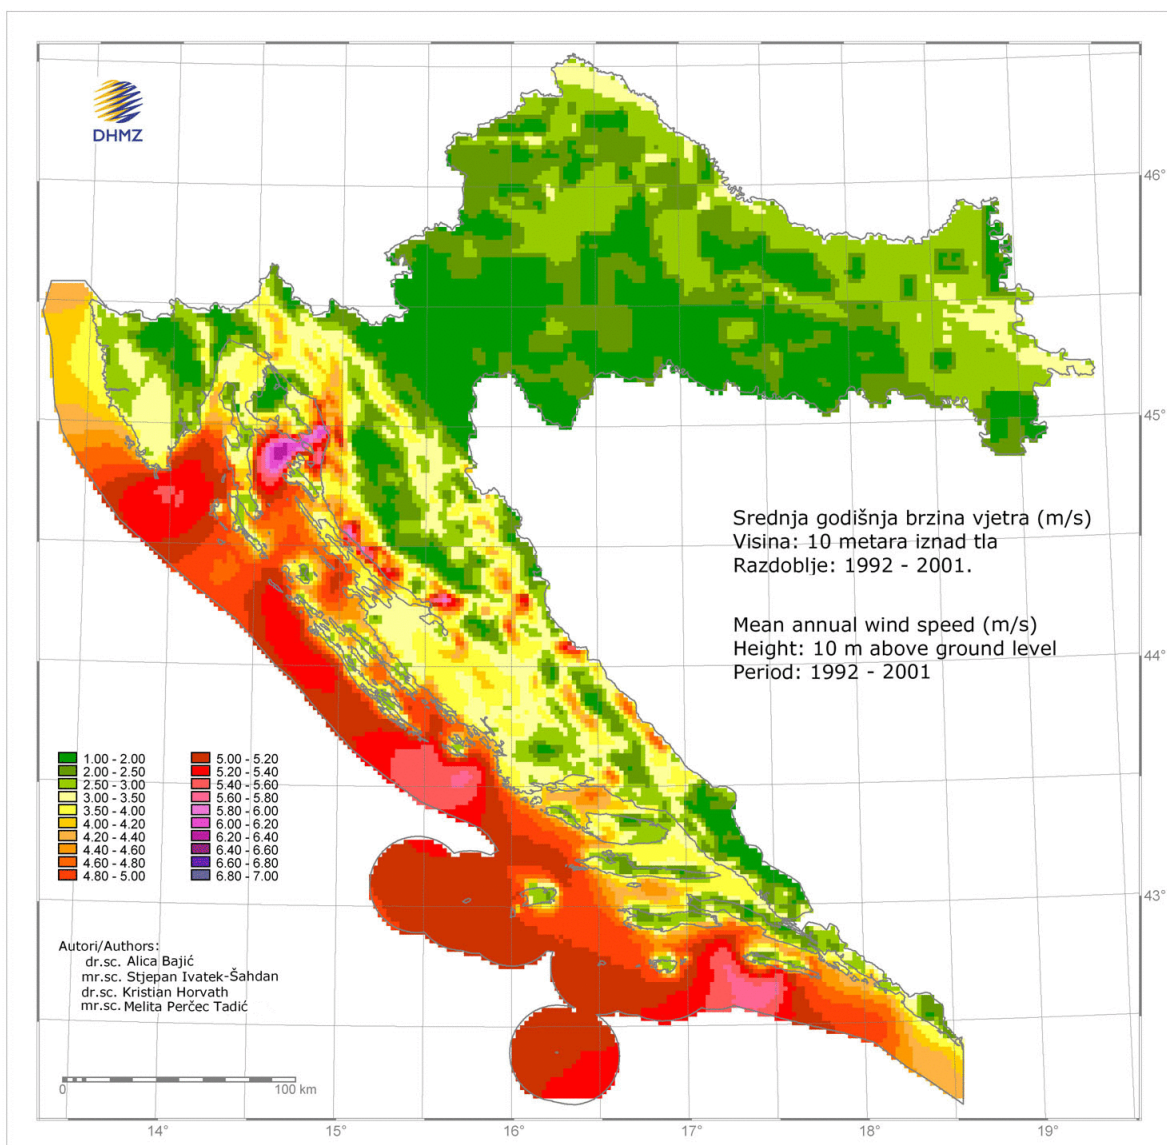 DHMZ
46°
45°
Srednja godišnja brzina vjetra (m/s)
Visina: 10 metara iznad tla
Razdoblje: 1992 - 2001.
Mean annual wind speed (m/s)
Height: 10 m above ground level
Period: 1992 - 2001
44°
1.00 - 2.00 5.00 - 5.20
2.00 - 2.50 5.20 - 5.40
2.50 - 3.00 5.40 - 5.60
3.00 - 3.50 5.60 - 5.80
3.50 - 4.00 5.80 - 6.00
4.00 - 4.20 6.00 - 6.20
4.20 - 4.40 6.20 - 6.40
4.40 - 4.60 6.40 - 6.60
4.60 - 4.80 6.60 - 6.80
4.80 - 5.00 6.80 - 7.00
43°
Autori/Authors:
dr.sc. Alica Bajić
mr.sc. Stjepan Ivatek-Šahdan
dr.sc. Kristian Horvath
mr.sc. Melita Perčec Tadić
0 100 km
14° 15° 16° 17° 18° 19°